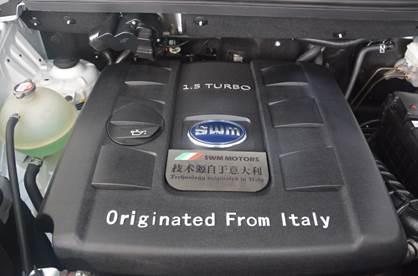 1.5 TURBO
SWM
SWM MOTORS
技术源自于意大利
Technology originated in Italy
Originated From Italy